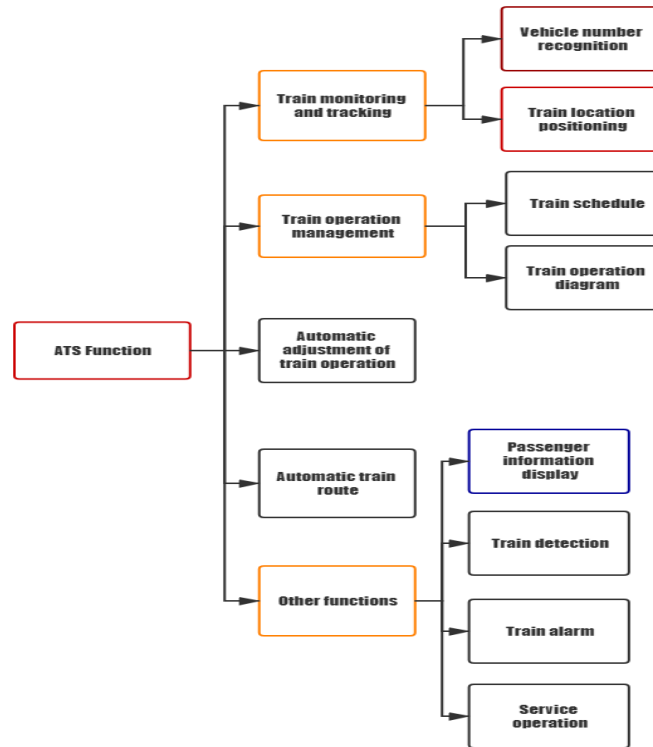 Vehicle number
recognition
Train monitoring
and tracking
Train location
positioning
Train schedule
Train operation
management
Train operation
diagram
ATS Function
Automatic
adjustment of
train operation
Passenger
information
display
Automatic train
route
Train detection
Other functions
Train alarm
Service
operation